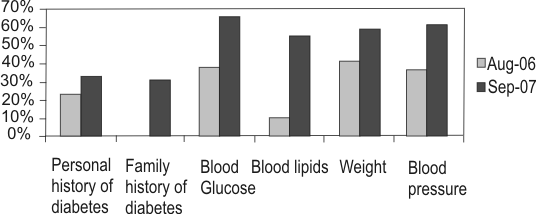 70%
60%
50%
40%
30%
20%
10%
0%
Aug-06
Sep-07
Personal
history of
diabetes
Family
history of
diabetes
Blood
Glucose
Blood lipids
Weight
Blood
pressure